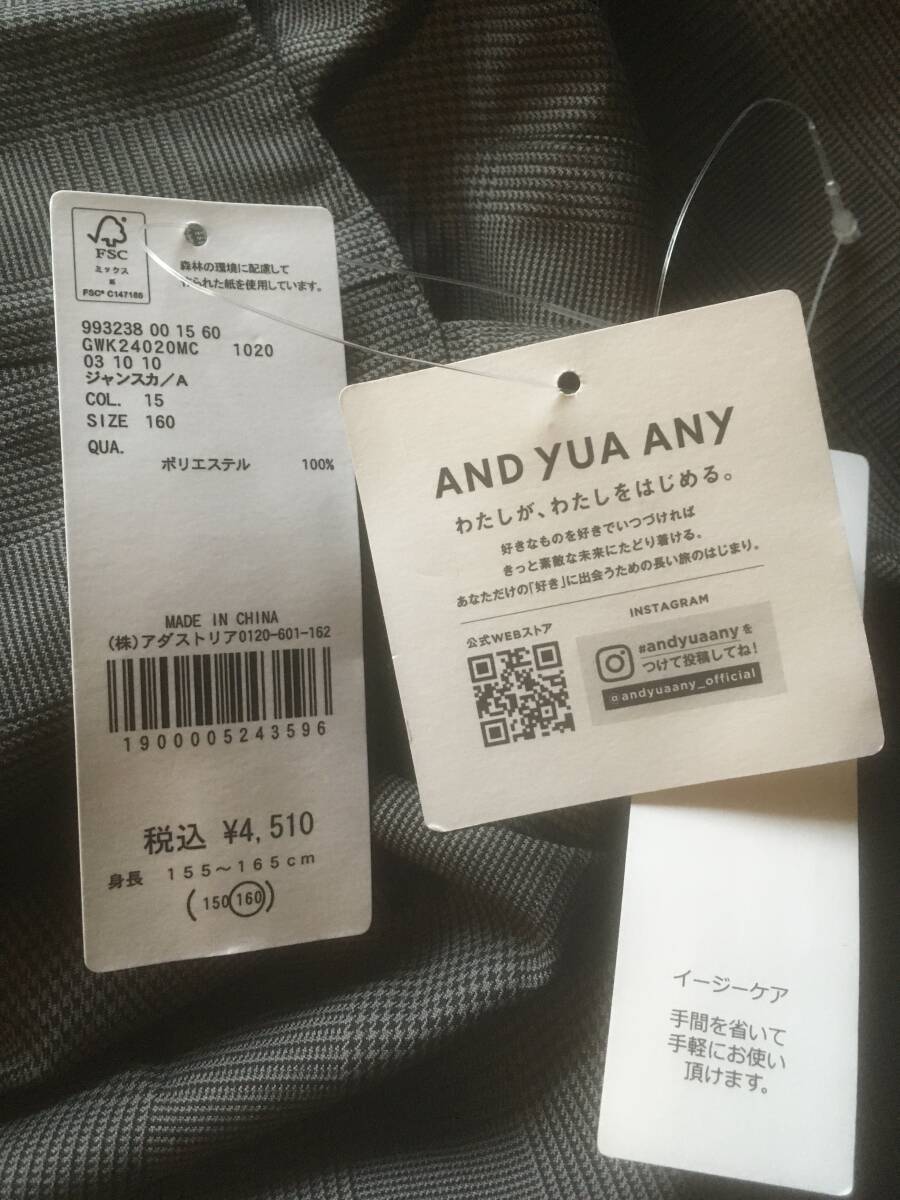 FSC
ミックス
紙
FSC® C147186
森林の環境に配慮して
られた紙を使用しています。
993238 00 15 60
GWK24020MC 1020
03 10 10
ジャンスカ/A
COL. 15
SIZE 160
QUA.
ポリエステル 100%
MADE IN CHINA
(株)アダストリア0120-601-162
1900005243596
税込 ¥4,510
身長 155~165cm
(150 160)
AND YUA ANY
わたしが、わたしをはじめる。
好きなものを好きでいつづければ
きっと素敵な未来にたどり着ける。
あなただけの「好き」に出会うための長い旅のはじまり。
公式WEBストア
INSTAGRAM
#andyuaanyを
つけて投稿してね!
@andyuaany_official
イージーケア
手間を省いて
手軽にお使い
頂けます。